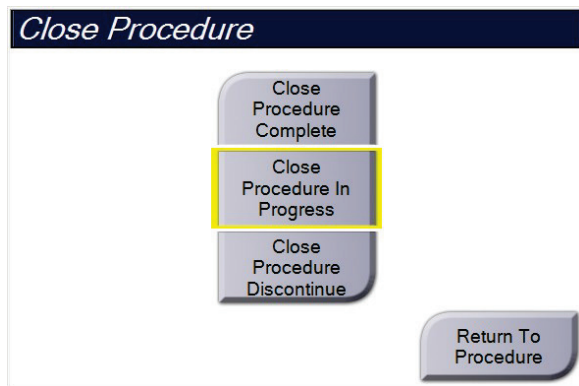 Close Procedure
Close
Procedure
Complete
Close
Procedure In
Progress
Close
Procedure
Discontinue
Return To
Procedure